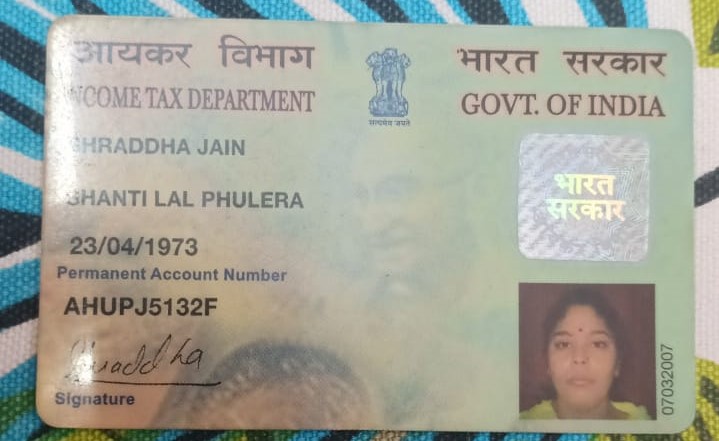 आयकर विभाग
INCOME TAX DEPARTMENT
भारत सरकार
GOVT. OF INDIA
सत्यमेव जयते
SHRADDHA JAIN
SHANTI LAL PHULERA
23/04/1973
Permanent Account Number
AHUPJ5132F
Shraddha
Signature
भारत
सरकार
07032007